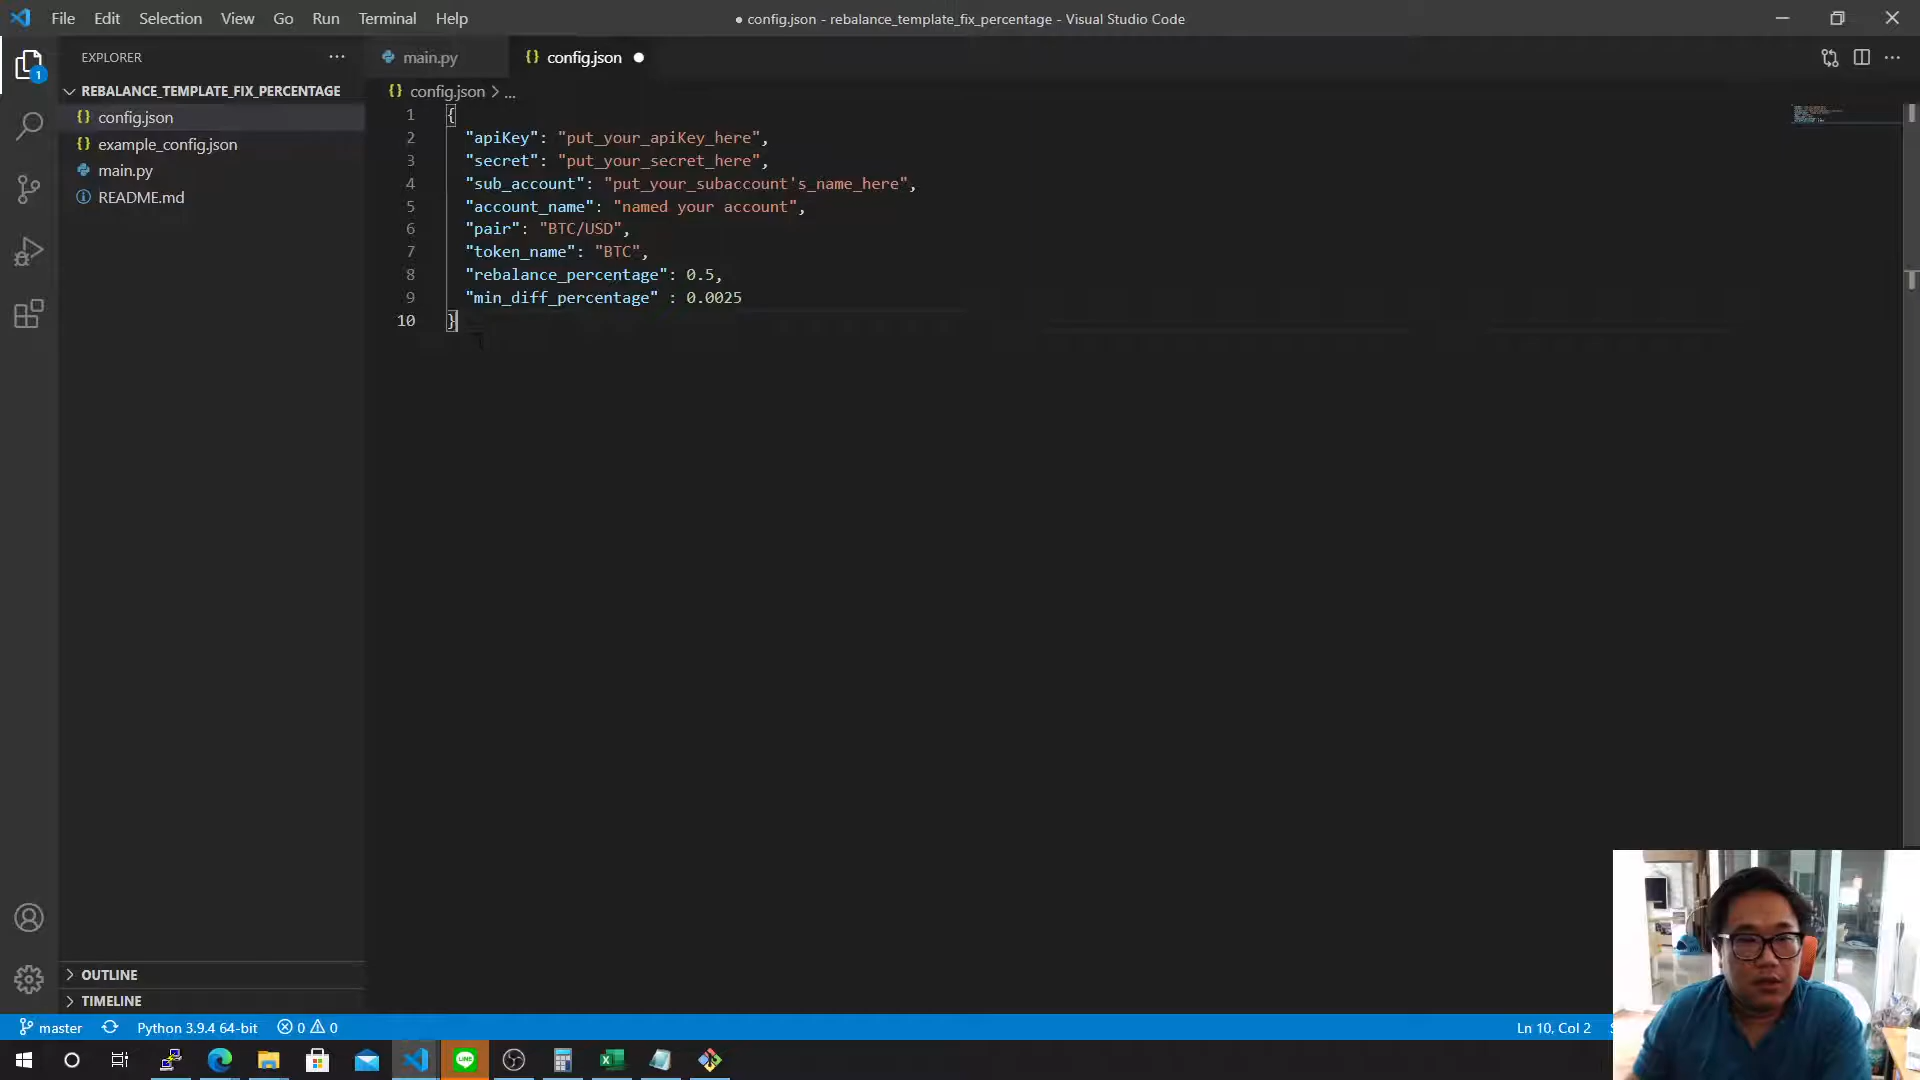 File Edit Selection View Go Run Terminal Help
● config.json - rebalance_template_fix_percentage - Visual Studio Code
EXPLORER
main.py
config.json
1
REBALANCE_TEMPLATE_FIX_PERCENTAGE
config.json > ...
config.json
example_config.json
main.py
README.md
1 {
2 "apiKey": "put_your_apiKey_here",
3 "secret": "put_your_secret_here",
4 "sub_account": "put_your_subaccount's_name_here",
5 "account_name": "named your account",
6 "pair": "BTC/USD",
7 "token_name": "BTC",
8 "rebalance_percentage": 0.5,
9 "min_diff_percentage" : 0.0025
10 }
OUTLINE
TIMELINE
master Python 3.9.4 64-bit 0 0 Ln 10, Col 2
LINE